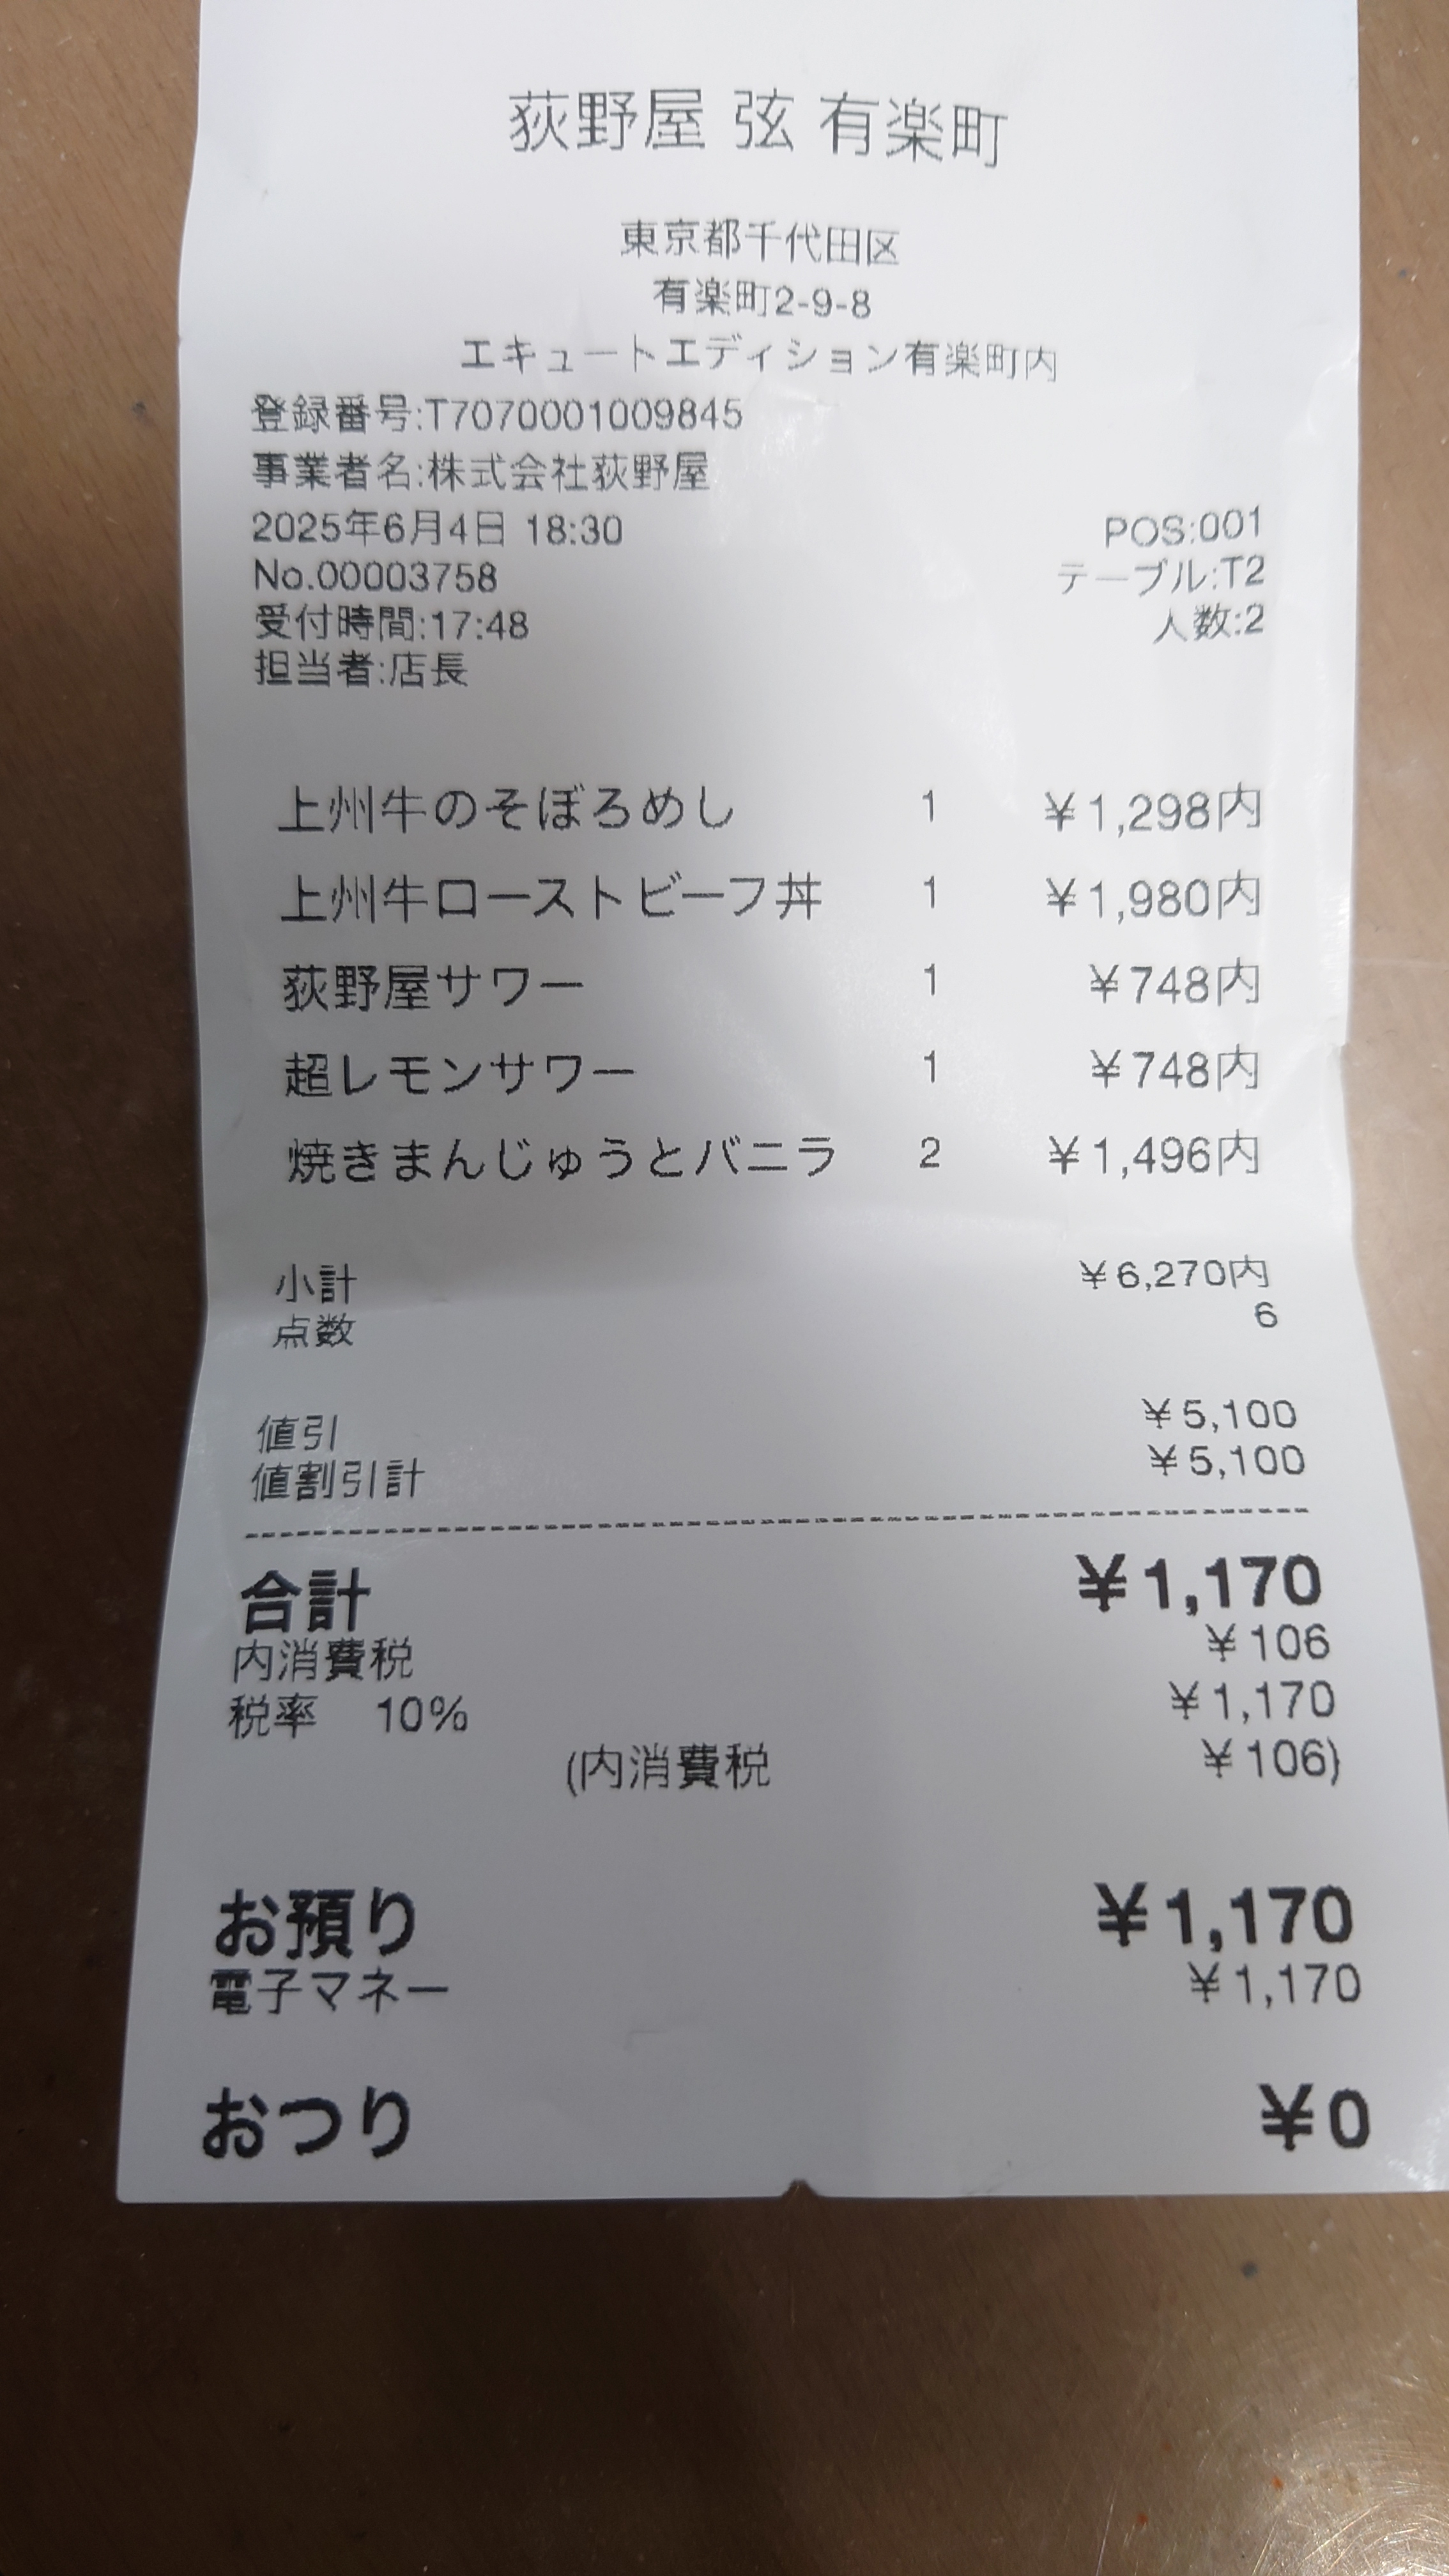 荻野屋 弦 有楽町
東京都千代田区
有楽町2-9-8
エキュートエディション有楽町内
登録番号:T7070001009845
事業者名:株式会社荻野屋
2025年6月4日 18:30 POS:001
No.00003758 テーブル:T2
受付時間:17:48 人数:2
担当者:店長
上州牛のそぼろめし 1 ¥1,298内
上州牛ローストビーフ丼 1 ¥1,980内
荻野屋サワー 1 ¥748内
超レモンサワー 1 ¥748内
焼きまんじゅうとバニラ 2 ¥1,496内
小計 ¥6,270内
点数 6
値引 ¥5,100
値割引計 ¥5,100
合計 ¥1,170
内消費税 ¥106
税率 10% ¥1,170
(内消費税 ¥106)
お預り ¥1,170
電子マネー ¥1,170
おつり ¥0